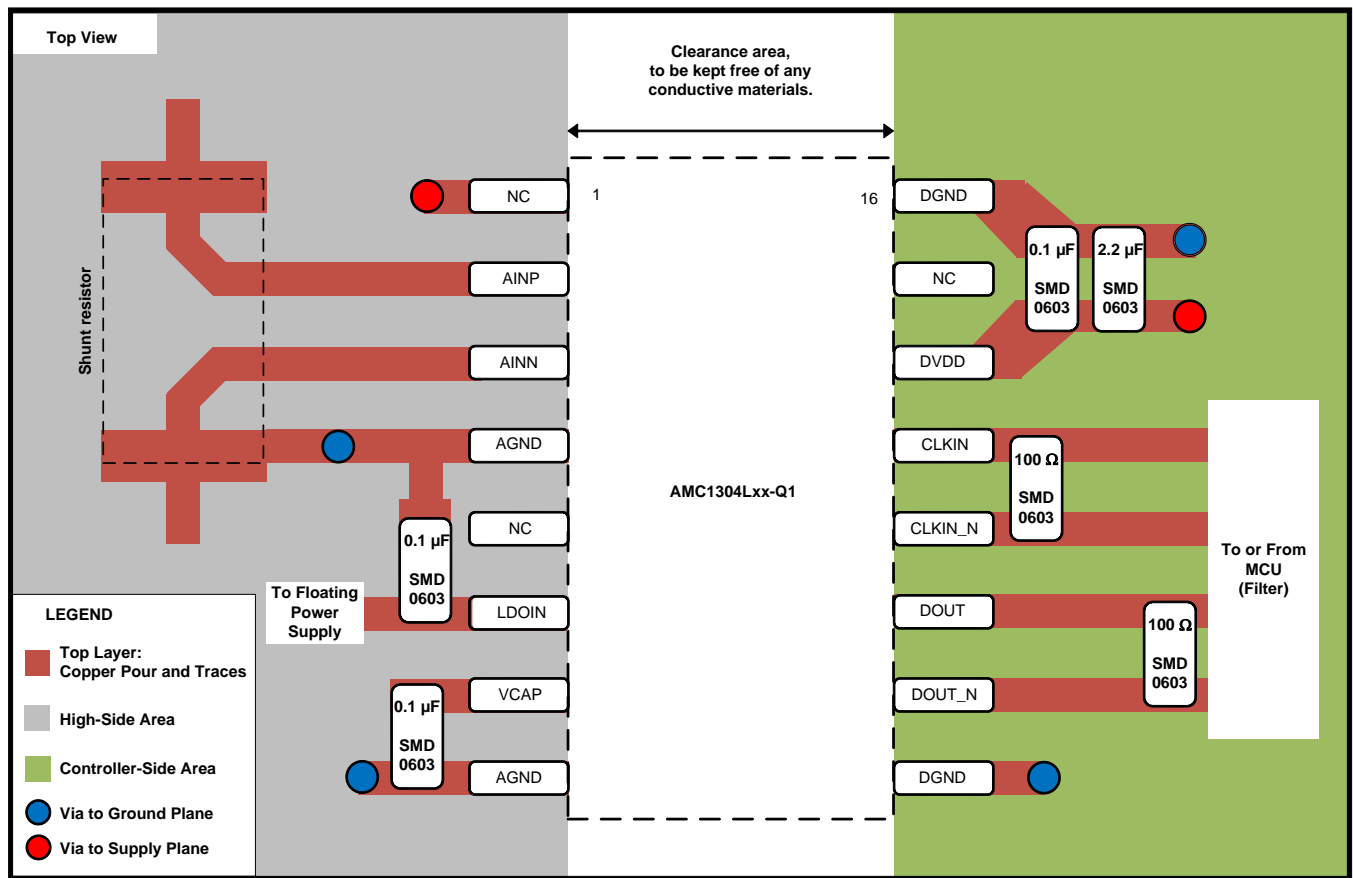 Top View
Clearance area,
to be kept free of any
conductive materials.
Shunt resistor
NC
AINP
AINN
AGND
NC
LDOIN
VCAP
AGND
0.1 µF
SMD
0603
To Floating
Power
Supply
0.1 µF
SMD
0603
1
16
AMC1304Lxx-Q1
DGND
NC
DVDD
CLKIN
CLKIN_N
DOUT
DOUT_N
DGND
0.1 µF
SMD
0603
2.2 µF
SMD
0603
100 Ω
SMD
0603
100 Ω
SMD
0603
To or From
MCU
(Filter)
LEGEND
Top Layer:
Copper Pour and Traces
High-Side Area
Controller-Side Area
Via to Ground Plane
Via to Supply Plane